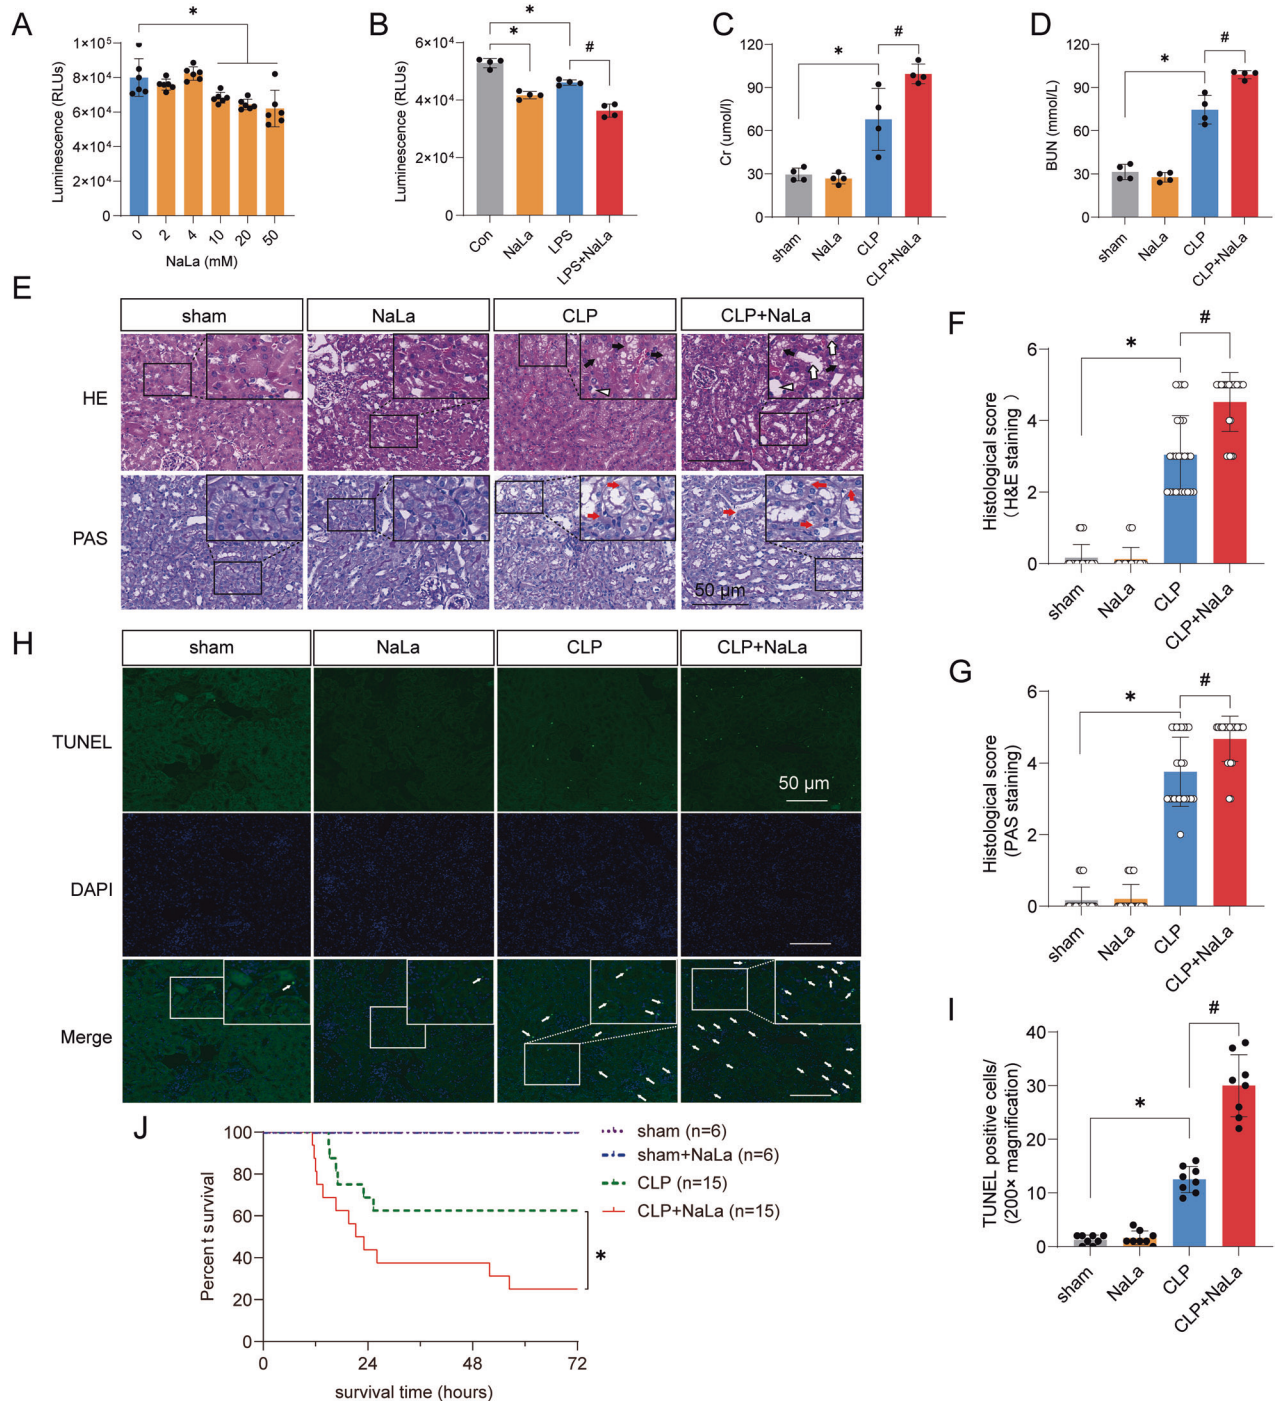 A
*
Luminescence (RLUs)
1×10⁵
8×10⁴
6×10⁴
4×10⁴
2×10⁴
0
0 2 4 10 20 50
NaLa (mM)
B
*
*
#
Luminescence (RLUs)
6×10⁴
4×10⁴
2×10⁴
0
Con NaLa LPS LPS+NaLa
C
*
#
Cr (umol/l)
120
90
60
30
0
sham NaLa CLP CLP+NaLa
D
*
#
BUN (mmol/L)
120
90
60
30
0
sham NaLa CLP CLP+NaLa
E
sham NaLa CLP CLP+NaLa
HE
PAS
50 μm
F
*
#
Histological score
(H&E staining)
6
4
2
0
sham NaLa CLP CLP+NaLa
G
*
#
Histological score
(PAS staining)
6
4
2
0
sham NaLa CLP CLP+NaLa
H
sham NaLa CLP CLP+NaLa
TUNEL
50 μm
DAPI
Merge
I
*
#
TUNEL positive cells/
(200× magnification)
40
30
20
10
0
sham NaLa CLP CLP+NaLa
J
Percent survival
100
80
60
40
20
0
0 24 48 72
survival time (hours)
sham (n=6)
sham+NaLa (n=6)
CLP (n=15)
CLP+NaLa (n=15)
*